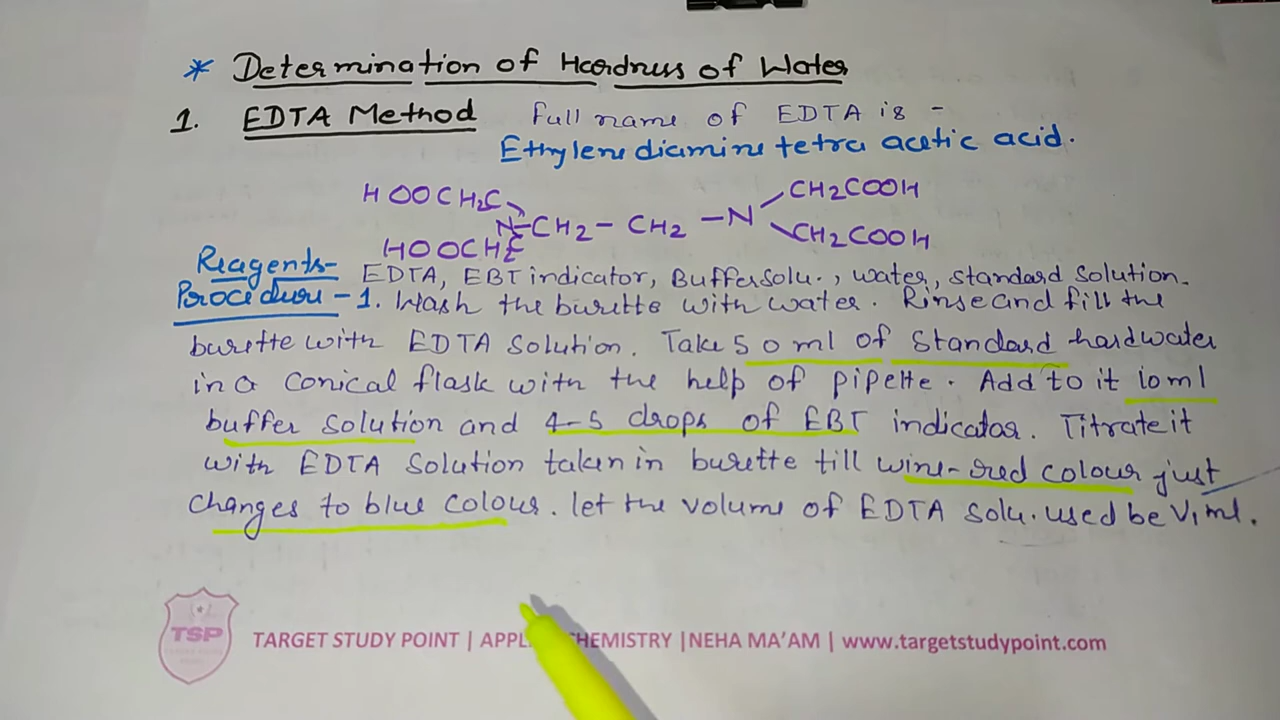 * Determination of Hardness of Water
1. EDTA Method Full name of EDTA is -
Ethylene diamine tetra acetic acid.
HOOCH2C CH2COOH
N-CH2- CH2 -N
HOOCH2C CH2COOH
Reagents- EDTA, EBT indicator, Buffer solu., water, standard solution.
Procedure - 1. Wash the burette with water. Rinse and fill the
burette with EDTA solution. Take 50 ml of standard hardwater
in a conical flask with the help of pipette. Add to it 10 ml
buffer solution and 4-5 drops of EBT indicator. Titrate it
with EDTA solution taken in burette till wine-red colour just
changes to blue colour. let the volume of EDTA solu. used be V1 ml.
TSP
TARGET STUDY POINT | APPL CHEMISTRY |NEHA MA'AM | www.targetstudypoint.com